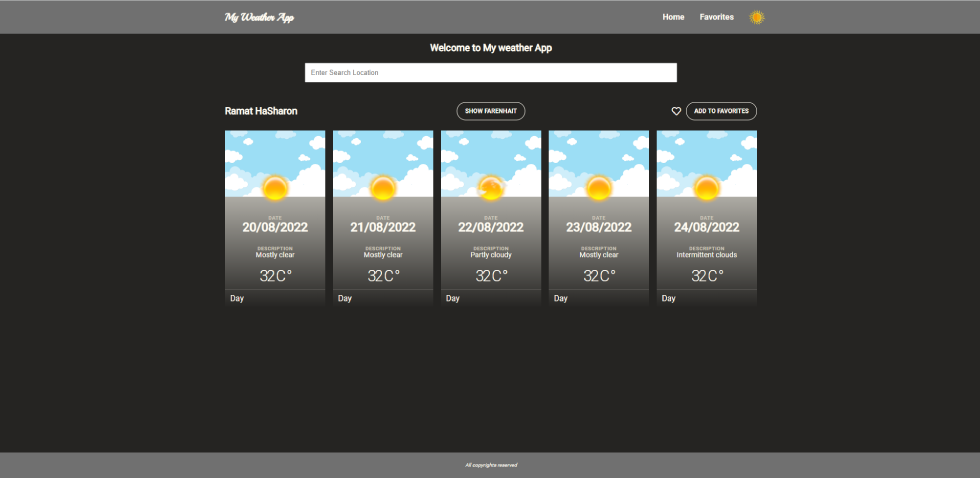 My Weather App
Home Favorites
Welcome to My weather App
Enter Search Location
Ramat HaSharon
SHOW FARENHAIT
ADD TO FAVORITES
DATE
20/08/2022
DESCRIPTION
Mostly clear
32C°
Day
DATE
21/08/2022
DESCRIPTION
Mostly clear
32C°
Day
DATE
22/08/2022
DESCRIPTION
Partly cloudy
32C°
Day
DATE
23/08/2022
DESCRIPTION
Mostly clear
32C°
Day
DATE
24/08/2022
DESCRIPTION
Intermittent clouds
32C°
Day
All copyrights reserved